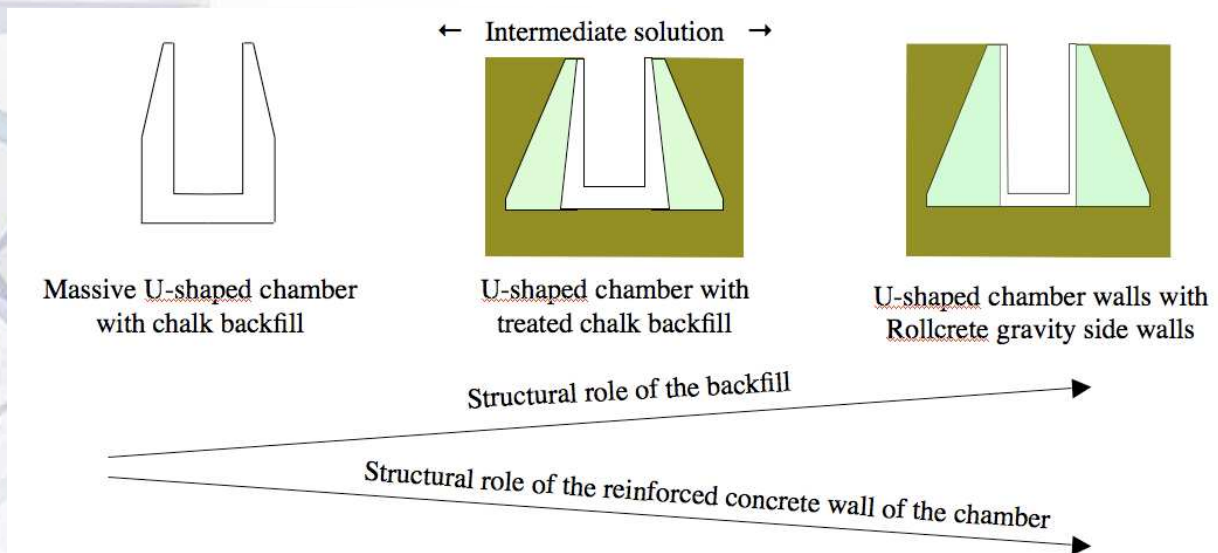 ← Intermediate solution →
Massive U-shaped chamber
with chalk backfill
U-shaped chamber with
treated chalk backfill
U-shaped chamber walls with
Rollcrete gravity side walls
Structural role of the backfill
Structural role of the reinforced concrete wall of the chamber